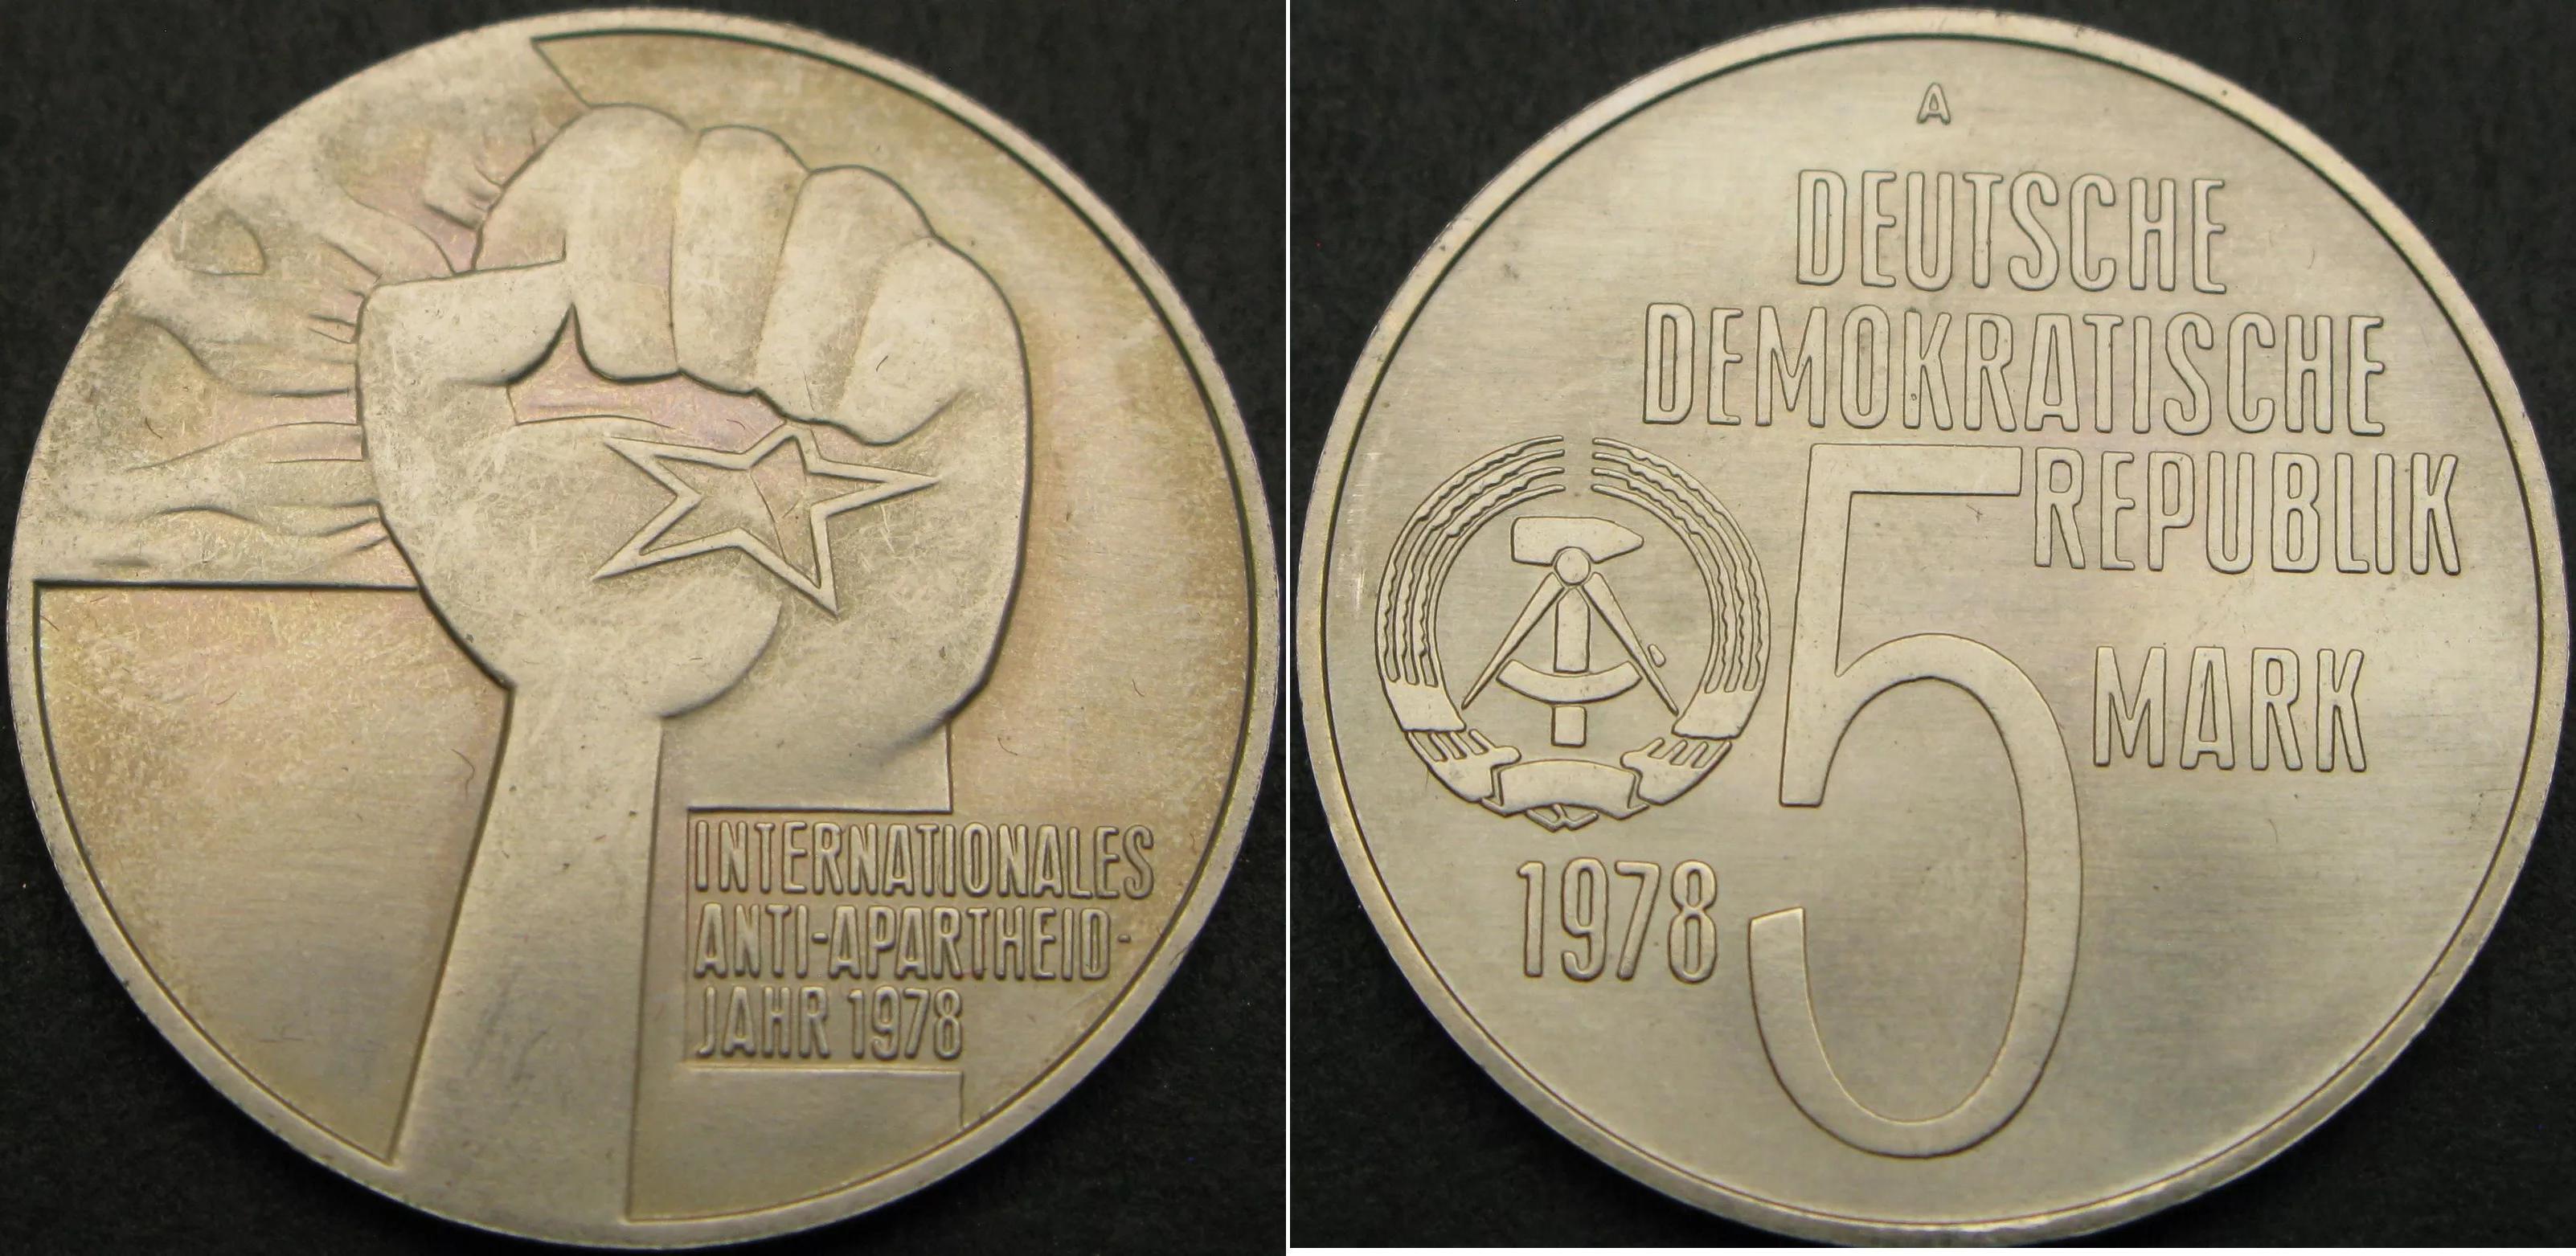 INTERNATIONALES
ANTI-APARTHEID-
JAHR 1978
A
DEUTSCHE
DEMOKRATISCHE
REPUBLIK
5 MARK
1978